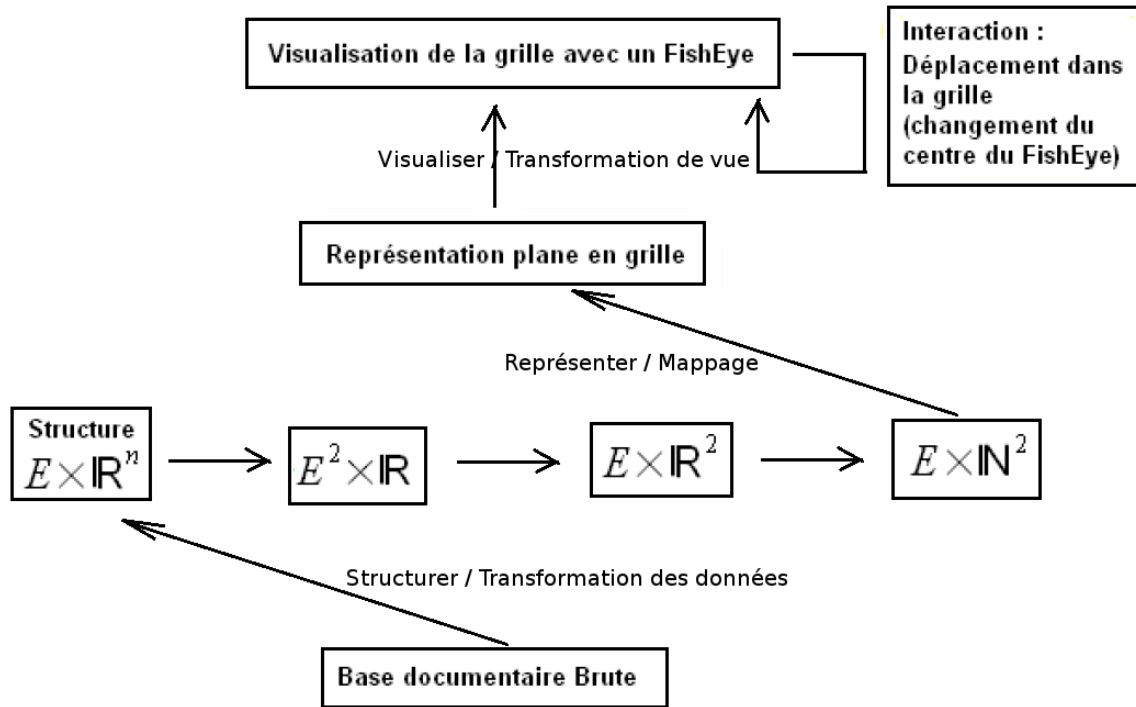 Visualisation de la grille avec un FishEye
Interaction :
Déplacement dans
la grille
(changement du
centre du FishEye)
Visualiser / Transformation de vue
Représentation plane en grille
Représenter / Mappage
Structure
E×ℝⁿ
E²×ℝ
E×ℝ²
E×ℕ²
Structurer / Transformation des données
Base documentaire Brute